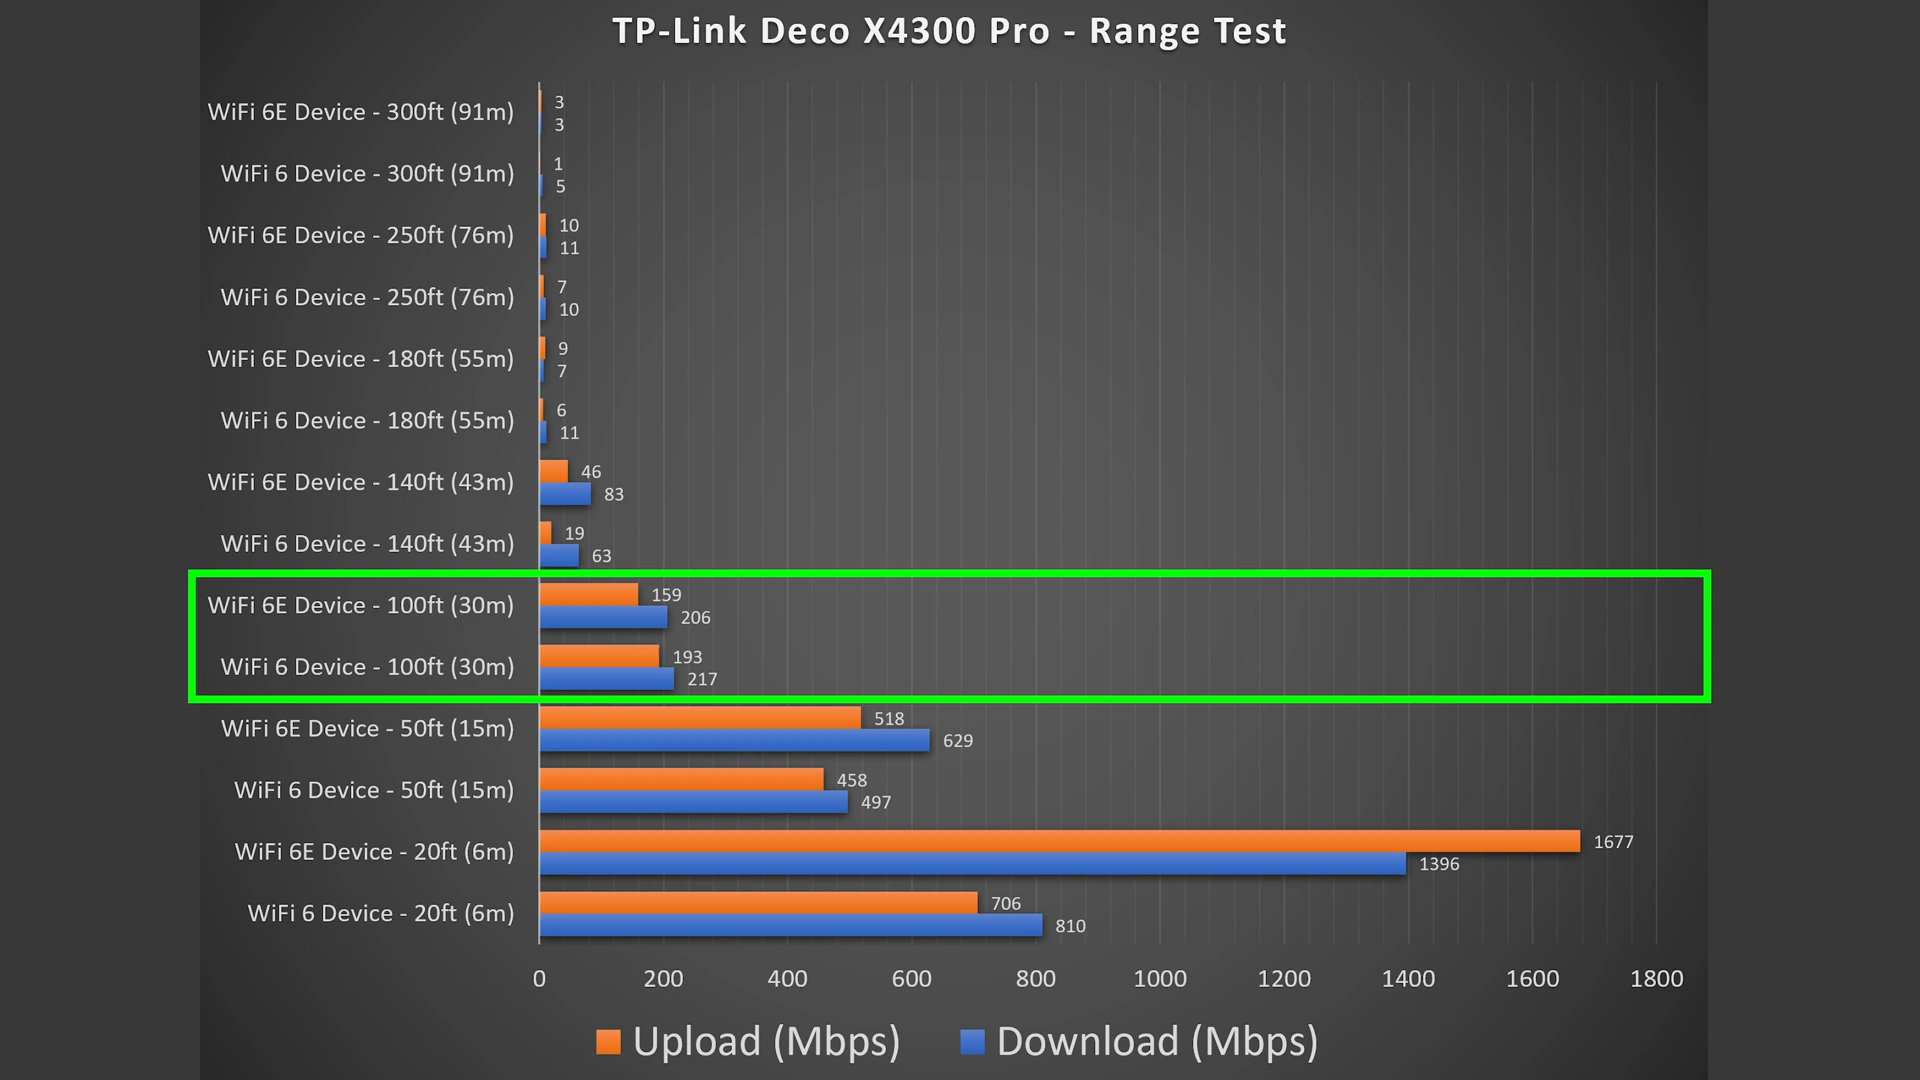 TP-Link Deco X4300 Pro - Range Test
WiFi 6E Device - 300ft (91m)
3
3
WiFi 6 Device - 300ft (91m)
1
5
WiFi 6E Device - 250ft (76m)
10
11
WiFi 6 Device - 250ft (76m)
7
10
WiFi 6E Device - 180ft (55m)
9
7
WiFi 6 Device - 180ft (55m)
6
11
WiFi 6E Device - 140ft (43m)
46
83
WiFi 6 Device - 140ft (43m)
19
63
WiFi 6E Device - 100ft (30m)
159
206
WiFi 6 Device - 100ft (30m)
193
217
WiFi 6E Device - 50ft (15m)
518
629
WiFi 6 Device - 50ft (15m)
458
497
WiFi 6E Device - 20ft (6m)
1677
1396
WiFi 6 Device - 20ft (6m)
706
810
0 200 400 600 800 1000 1200 1400 1600 1800
Upload (Mbps) Download (Mbps)